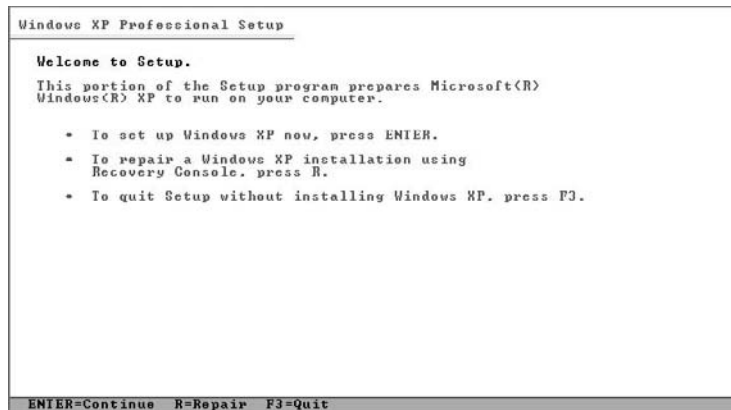 Windows XP Professional Setup
Welcome to Setup.
This portion of the Setup program prepares Microsoft(R)
Windows(R) XP to run on your computer.
• To set up Windows XP now, press ENTER.
• To repair a Windows XP installation using
Recovery Console, press R.
• To quit Setup without installing Windows XP, press F3.
ENTER=Continue R=Repair F3=Quit